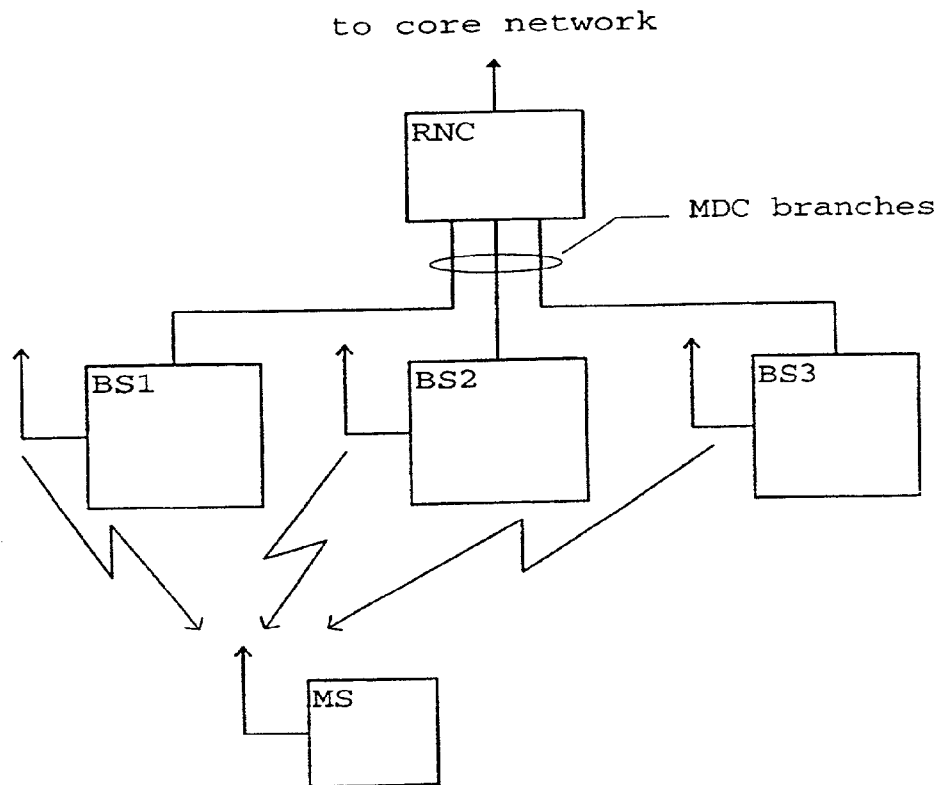 to core network
RNC
MDC branches
BS1
BS2
BS3
MS